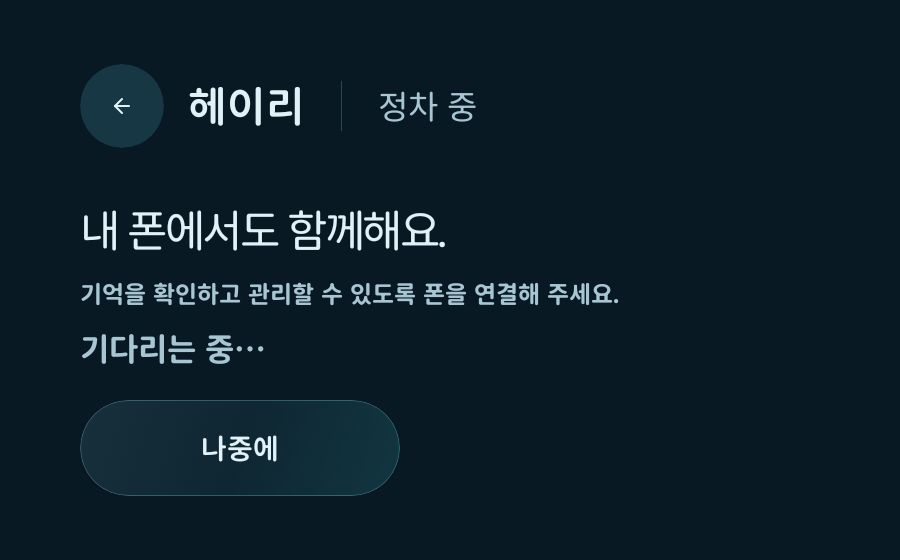 헤이리
정차 중
내 폰에서도 함께해요.
기억을 확인하고 관리할 수 있도록 폰을 연결해 주세요.
기다리는 중…
나중에